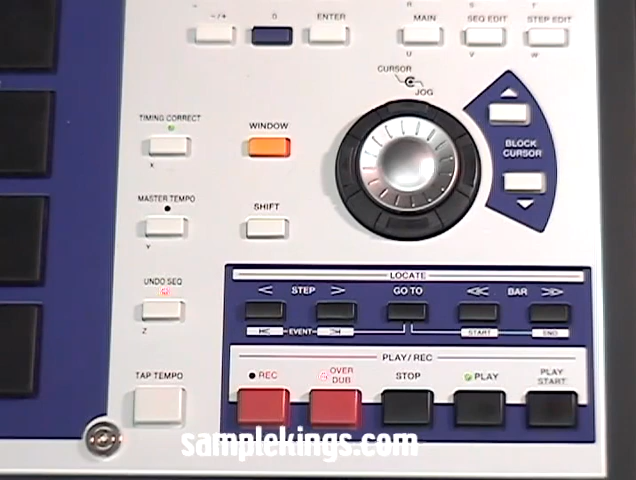 -/+
0
ENTER
MAIN
SEQ EDIT
STEP EDIT
U
V
W
CURSOR
JOG
TIMING CORRECT
WINDOW
X
BLOCK
CURSOR
MASTER TEMPO
SHIFT
Y
UNDO SEQ
Z
LOCATE
< STEP >
GO TO
<< BAR >>
EVENT
START
END
PLAY/REC
TAP TEMPO
REC
OVER
DUB
STOP
PLAY
PLAY
START
samplekings.com